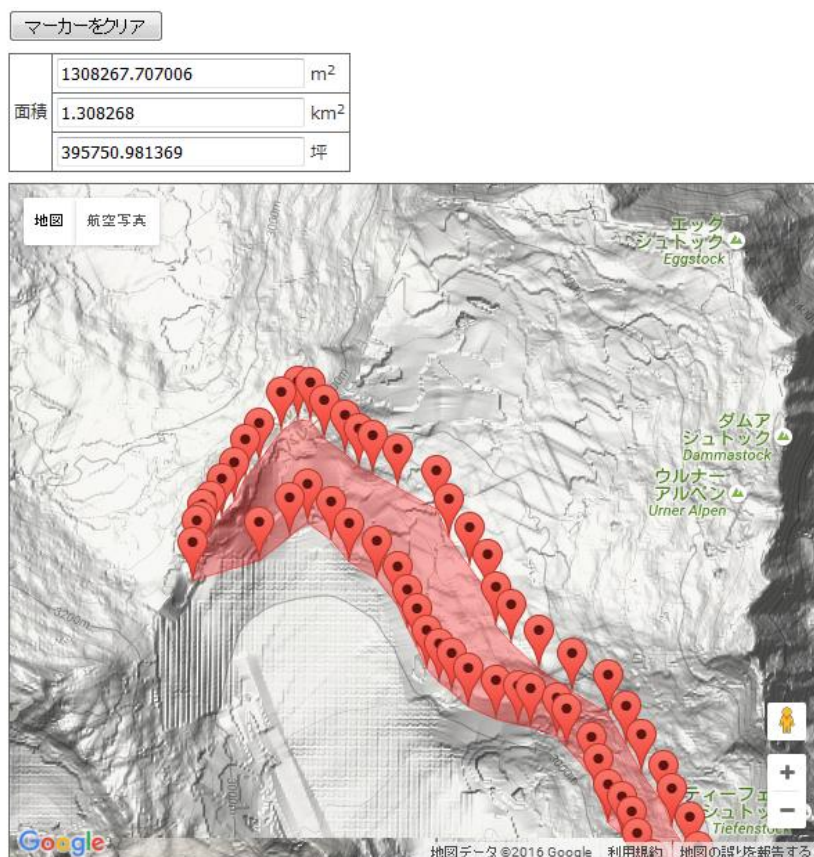 マーカーをクリア
面積
1308267.707006 m²
1.308268 km²
395750.981369 坪
地図 航空写真
3000m
エッグ
シュトック
Eggstock
ダムア
シュトック
Dammastock
ウルナー
アルペン
Urner Alpen
3200m
ティーフェ
シュトッ
Tiefenstock
Google
地図データ ©2016 Google 利用規約 地図の誤りを報告する